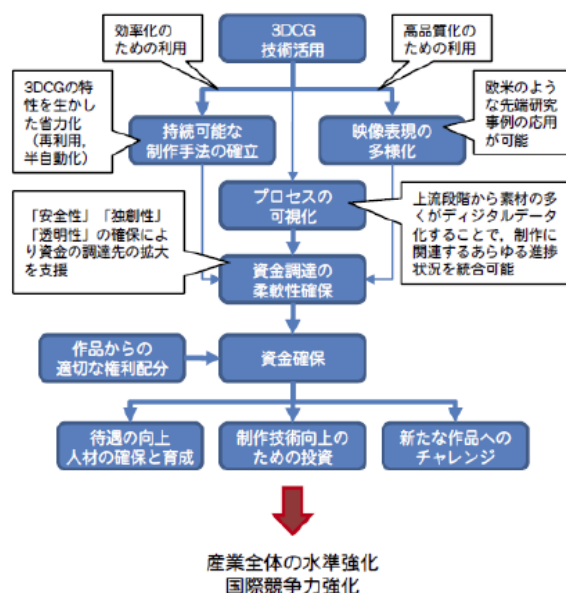 効率化の
ための利用
3DCG
技術活用
高品質化の
ための利用
3DCGの特
性を生かし
た省力化
（再利用，
半自動化）
持続可能な
制作手法の確立
映像表現の
多様化
欧米のよう
な先端研究
事例の応用
が可能
プロセスの
可視化
「安全性」「独創性」
「透明性」の確保によ
り資金の調達先の拡大
を支援
上流段階から素材の多
くがディジタルデータ
化することで，制作に
関連するあらゆる進捗
状況を統合可能
資金調達の
柔軟性確保
作品からの
適切な権利配分
資金確保
待遇の向上
人材の確保と育成
制作技術向上の
ための投資
新たな作品への
チャレンジ
産業全体の水準強化
国際競争力強化